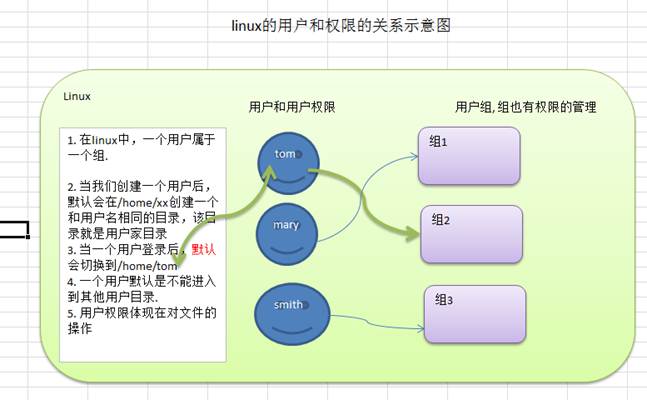 linux的用户和权限的关系示意图
Linux
用户和用户权限
用户组, 组也有权限的管理
1. 在linux中，一个用户属于
一个组.
2. 当我们创建一个用户后，
默认会在/home/xx创建一个
和用户名相同的目录，该目
录就是用户家目录
3. 当一个用户登录后，默认
会切换到/home/tom
4. 一个用户默认是不能进入
到其他用户目录.
5. 用户权限体现在对文件的
操作
tom
mary
smith
组1
组2
组3